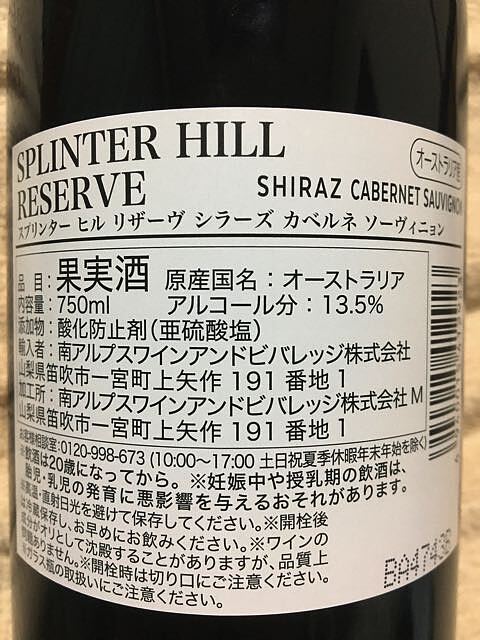 SPLINTER HILL
RESERVE
オーストラリア産
SHIRAZ CABERNET SAUVIGNON
スプリンター ヒル リザーヴ シラーズ カベルネ ソーヴィニョン
品 目：果実酒 原産国名：オーストラリア
内容量：750ml アルコール分：13.5%
添加物：酸化防止剤（亜硫酸塩）
輸入者：南アルプスワインアンドビバレッジ株式会社
山梨県笛吹市一宮町上矢作 191 番地 1
加工所：南アルプスワインアンドビバレッジ株式会社 M
山梨県笛吹市一宮町上矢作 191 番地 1
お客様相談室：0120-998-673 (10:00〜17:00 土日祝夏季休暇年末年始を除く)
※飲酒は20歳になってから。※妊娠中や授乳期の飲酒は、
胎児・乳児の発育に悪影響を与えるおそれがあります。
※高温・直射日光を避けて保存してください。※開栓後
は冷蔵保存し、お早めにお飲みください。※ワインの
成分がオリとして沈殿することがありますが、品質上
問題ありません。※開栓時は切り口にご注意ください。
※ガラス瓶の取扱いにご注意ください。